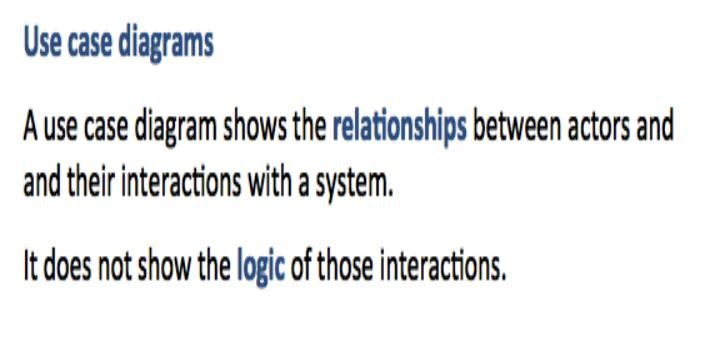 Use case diagrams
A use case diagram shows the relationships between actors and
and their interactions with a system.
It does not show the logic of those interactions.